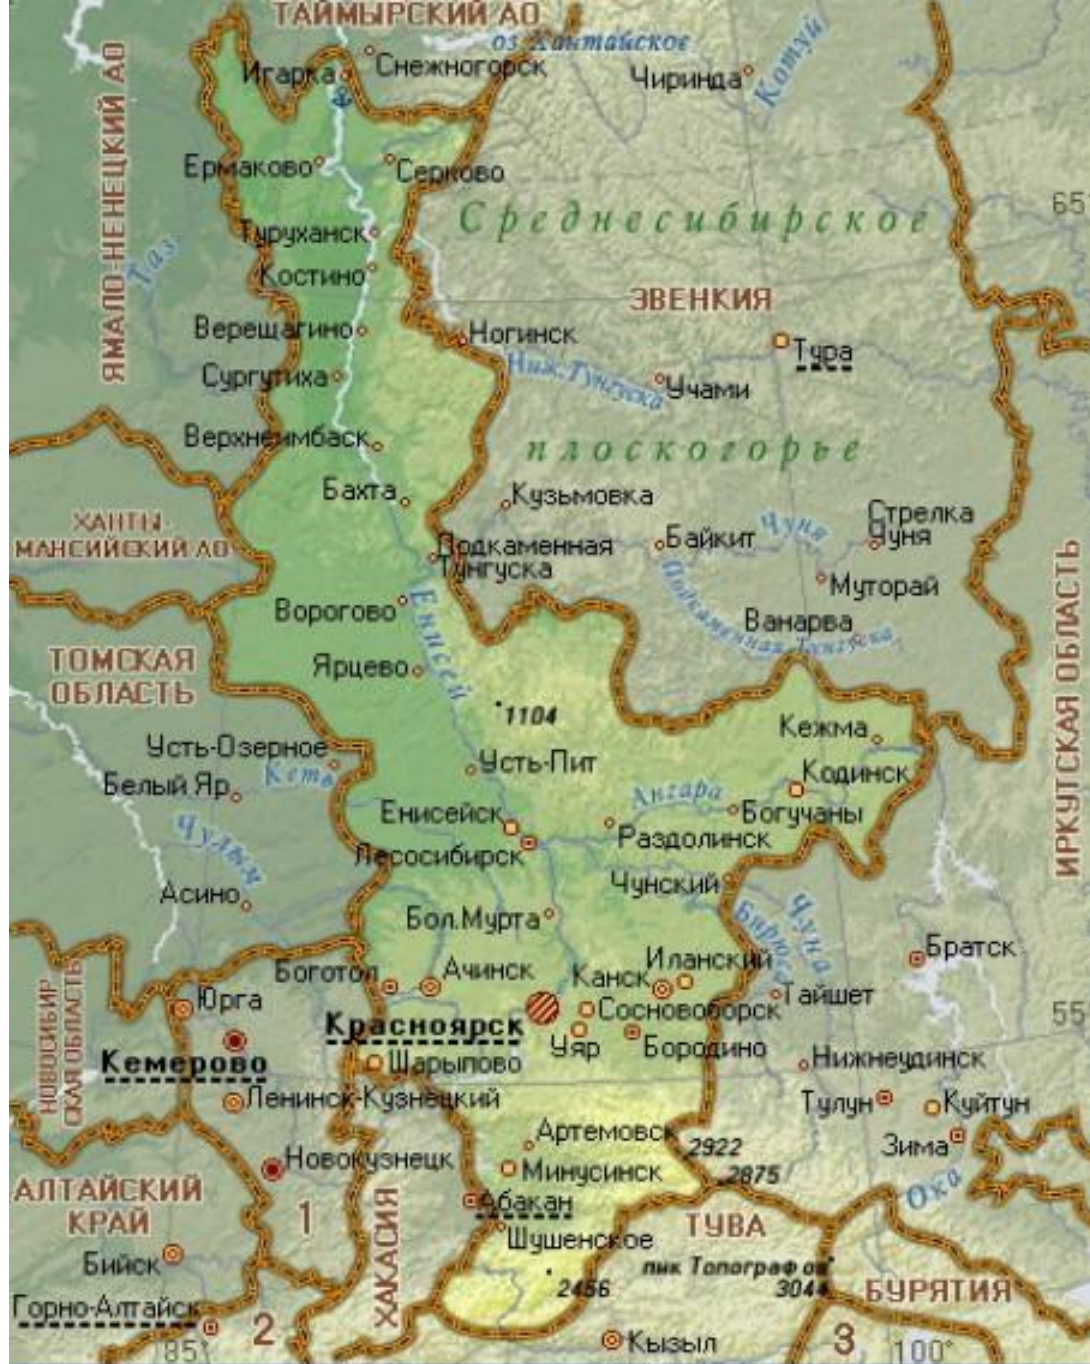 ТАЙМЫРСКИЙ АО
оз Хантайское
Снежногорск
Игарка
Чиринда
Котуй
ЯМАЛО-НЕНЕЦКИЙ АО
Ермаково
Серково
65
Среднесибирское
Туруханск
Таз
Костино
ЭВЕНКИЯ
Верещагино
Ногинск
Тура
Ниж.Тунгуска
Сургутиха
Учами
Верхнеимбаск
плоскогорье
Бахта
Кузьмовка
Стрелка
Чуня
Чуня
ХАНТЫ-
МАНСИЙСКИЙ АО
Байкит
Подкаменная
Тунгуска
Муторай
Подкаменная Тунгуска
Ворогово
Енисей
Ванарва
ИРКУТСКАЯ ОБЛАСТЬ
ТОМСКАЯ
ОБЛАСТЬ
Ярцево
1104
Кежма
Усть-Озерное
Кеть
Усть-Пит
Кодинск
Белый Яр
Ангара
Енисейск
Богучаны
Чулым
Раздолинск
Лесосибирск
Чунский
Асино
Бол.Мурта
Бирюса
Чуна
Братск
Боготол
Ачинск
Канск
Иланский
Тайшет
НОВОСИБИР
СКАЯ ОБЛАСТЬ
Юрга
Сосновоборск
55
Красноярск
Уяр
Бородино
Кемерово
Шарыпово
Нижнеудинск
Ленинск-Кузнецкий
Тулун
Куйтун
Артемовск
2922
Зима
Новокузнецк
Минусинск
2875
АЛТАЙСКИЙ
КРАЙ
1
ХАКАСИЯ
Абакан
Ока
ТУВА
Шушенское
Бийск
пик Топографов
3044
2456
БУРЯТИЯ
Горно-Алтайск
2
Кызыл
3
85°
100°